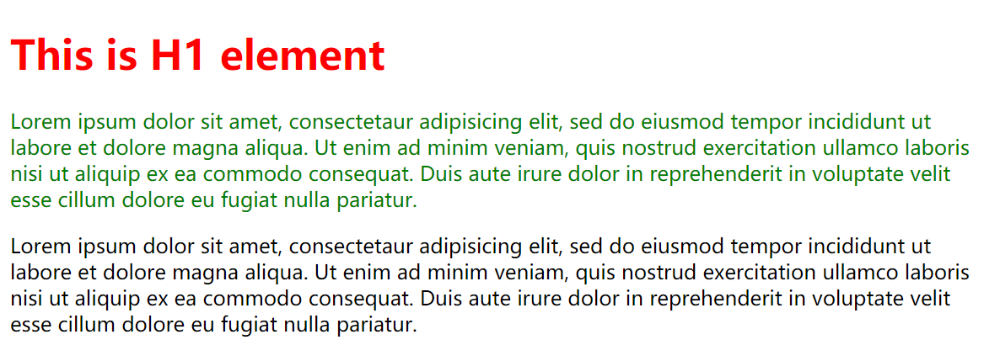 This is H1 element
Lorem ipsum dolor sit amet, consectetaur adipisicing elit, sed do eiusmod tempor incididunt ut
labore et dolore magna aliqua. Ut enim ad minim veniam, quis nostrud exercitation ullamco laboris
nisi ut aliquip ex ea commodo consequat. Duis aute irure dolor in reprehenderit in voluptate velit
esse cillum dolore eu fugiat nulla pariatur.
Lorem ipsum dolor sit amet, consectetaur adipisicing elit, sed do eiusmod tempor incididunt ut
labore et dolore magna aliqua. Ut enim ad minim veniam, quis nostrud exercitation ullamco laboris
nisi ut aliquip ex ea commodo consequat. Duis aute irure dolor in reprehenderit in voluptate velit
esse cillum dolore eu fugiat nulla pariatur.